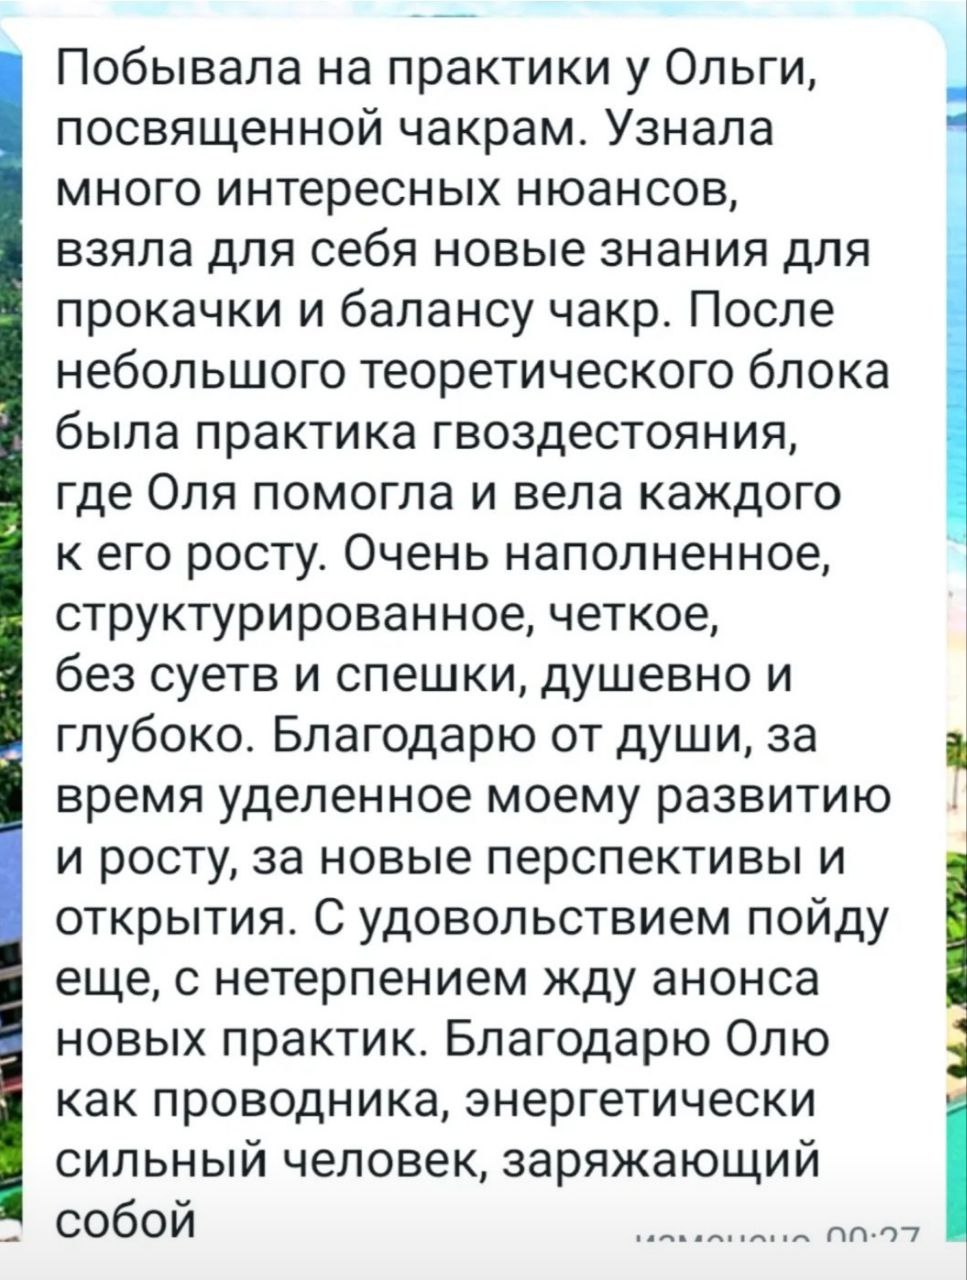 Побывала на практики у Ольги,
посвященной чакрам. Узнала
много интересных нюансов,
взяла для себя новые знания для
прокачки и балансу чакр. После
небольшого теоретического блока
была практика гвоздестояния,
где Оля помогла и вела каждого
к его росту. Очень наполненное,
структурированное, четкое,
без суетв и спешки, душевно и
глубоко. Благодарю от души, за
время уделенное моему развитию
и росту, за новые перспективы и
открытия. С удовольствием пойду
еще, с нетерпением жду анонса
новых практик. Благодарю Олю
как проводника, энергетически
сильный человек, заряжающий
собой
изменено 00:27